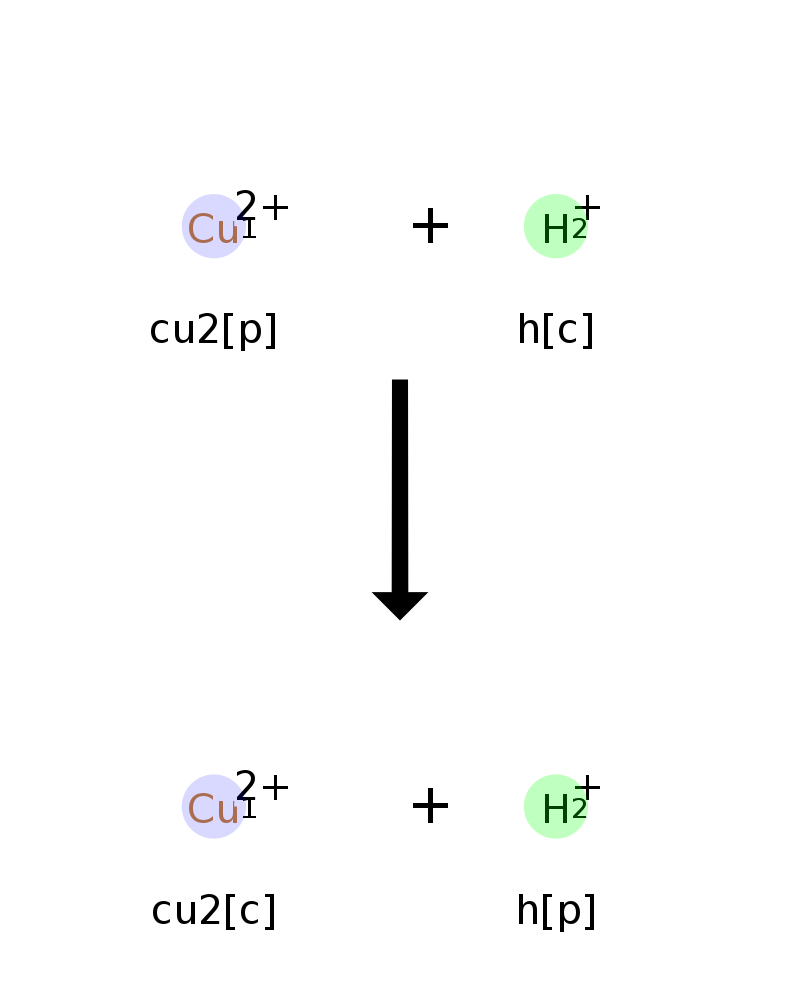 Cu1 2+ + H2 +
cu2[p] h[c]
Cu1 2+ + H2 +
cu2[c] h[p]